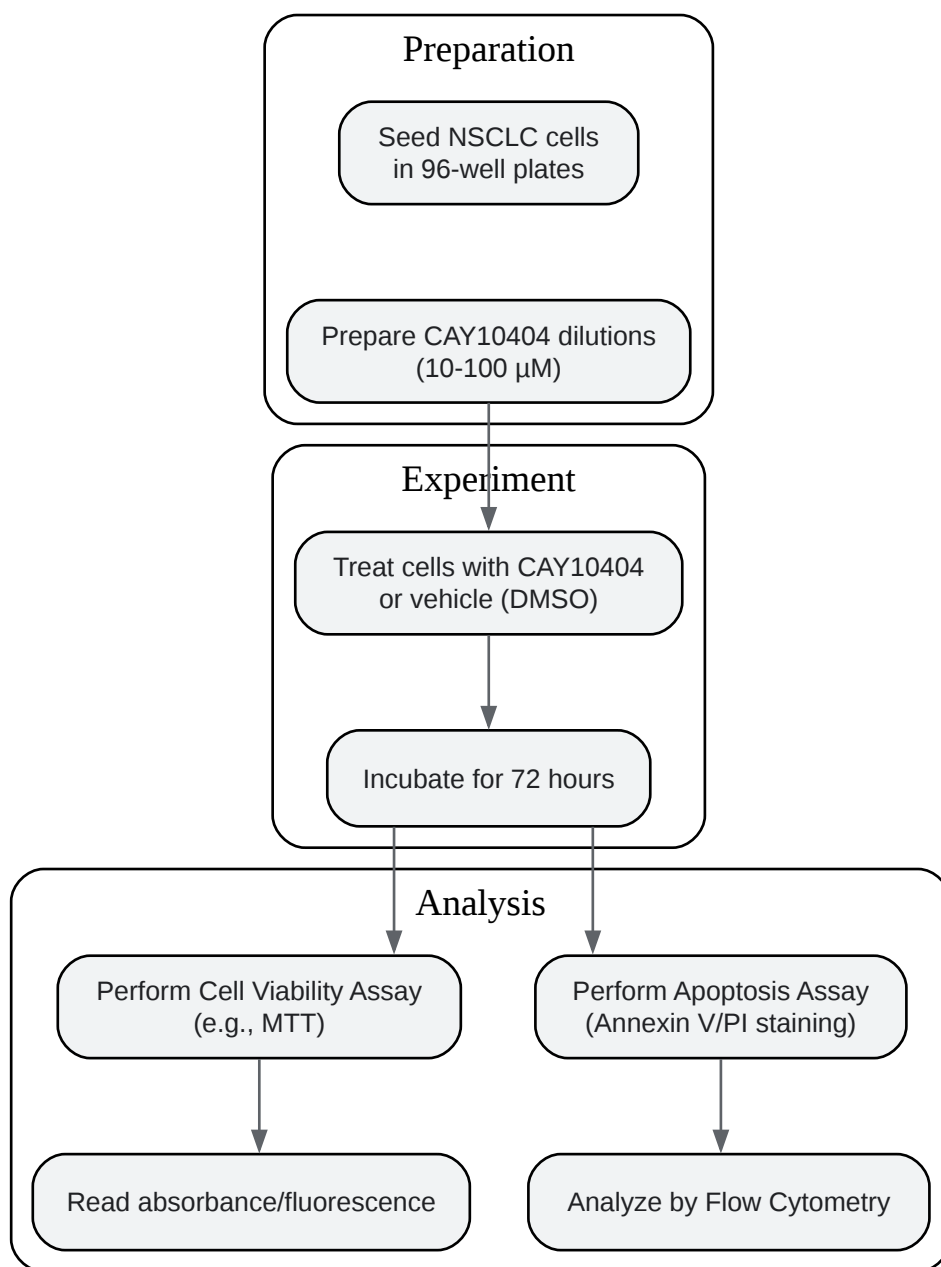 Preparation
Seed NSCLC cells
in 96-well plates
Prepare CAY10404 dilutions
(10-100 µM)
Experiment
Treat cells with CAY10404
or vehicle (DMSO)
Incubate for 72 hours
Analysis
Perform Cell Viability Assay
(e.g., MTT)
Perform Apoptosis Assay
(Annexin V/PI staining)
Read absorbance/fluorescence
Analyze by Flow Cytometry